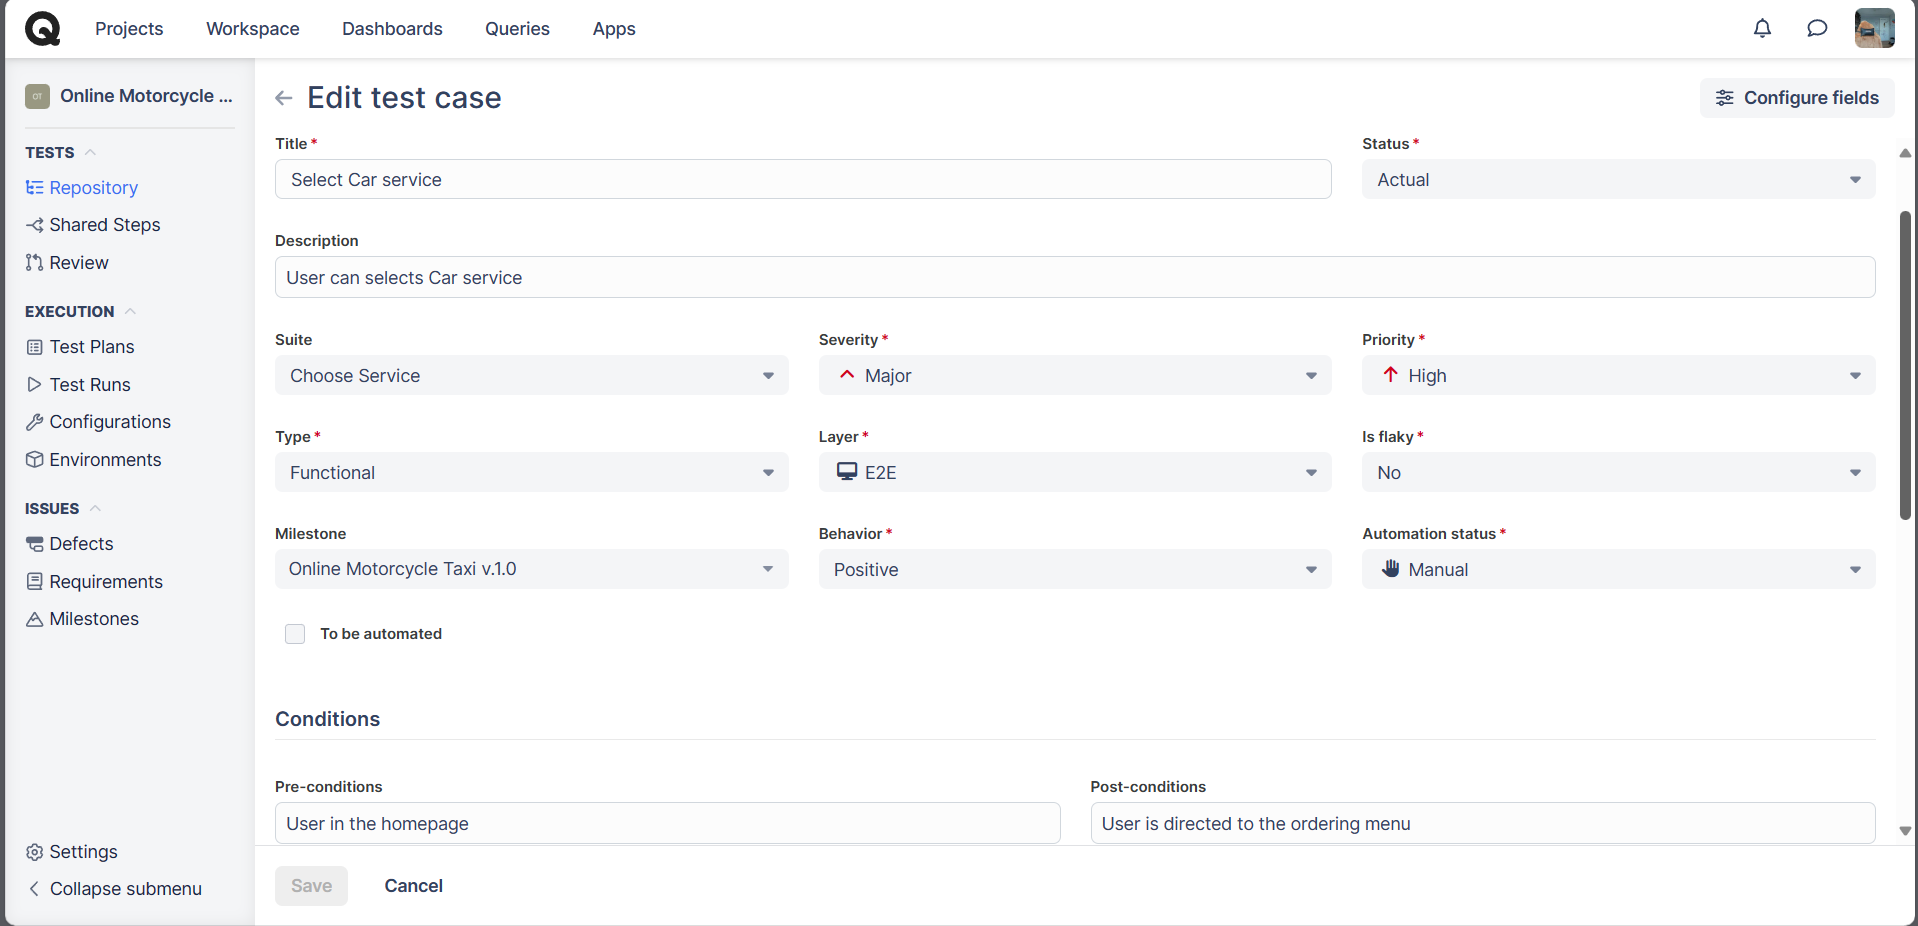 Projects
Workspace
Dashboards
Queries
Apps
OT
Online Motorcycle ...
TESTS
Repository
Shared Steps
Review
EXECUTION
Test Plans
Test Runs
Configurations
Environments
ISSUES
Defects
Requirements
Milestones
Settings
Collapse submenu
Edit test case
Configure fields
Title *
Status *
Select Car service
Actual
Description
User can selects Car service
Suite
Severity *
Priority *
Choose Service
Major
High
Type *
Layer *
Is flaky *
Functional
E2E
No
Milestone
Behavior *
Automation status *
Online Motorcycle Taxi v.1.0
Positive
Manual
To be automated
Conditions
Pre-conditions
Post-conditions
User in the homepage
User is directed to the ordering menu
Save
Cancel